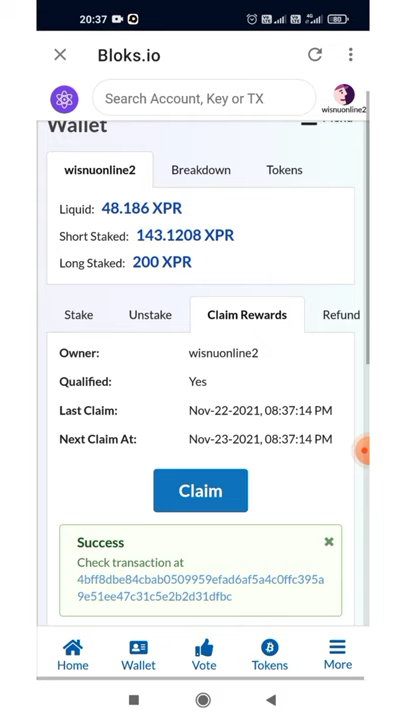 20:37
80
Bloks.io
Search Account, Key or TX
wisnuonline2
Wallet
wisnuonline2 Breakdown Tokens
Liquid: 48.186 XPR
Short Staked: 143.1208 XPR
Long Staked: 200 XPR
Stake Unstake Claim Rewards Refund
Owner: wisnuonline2
Qualified: Yes
Last Claim: Nov-22-2021, 08:37:14 PM
Next Claim At: Nov-23-2021, 08:37:14 PM
Claim
Success
Check transaction at
4bff8dbe84cbab0509959efad6af5a4c0ffc395a
9e51ee47c31c5e2b2d31dfbc
Home Wallet Vote Tokens More